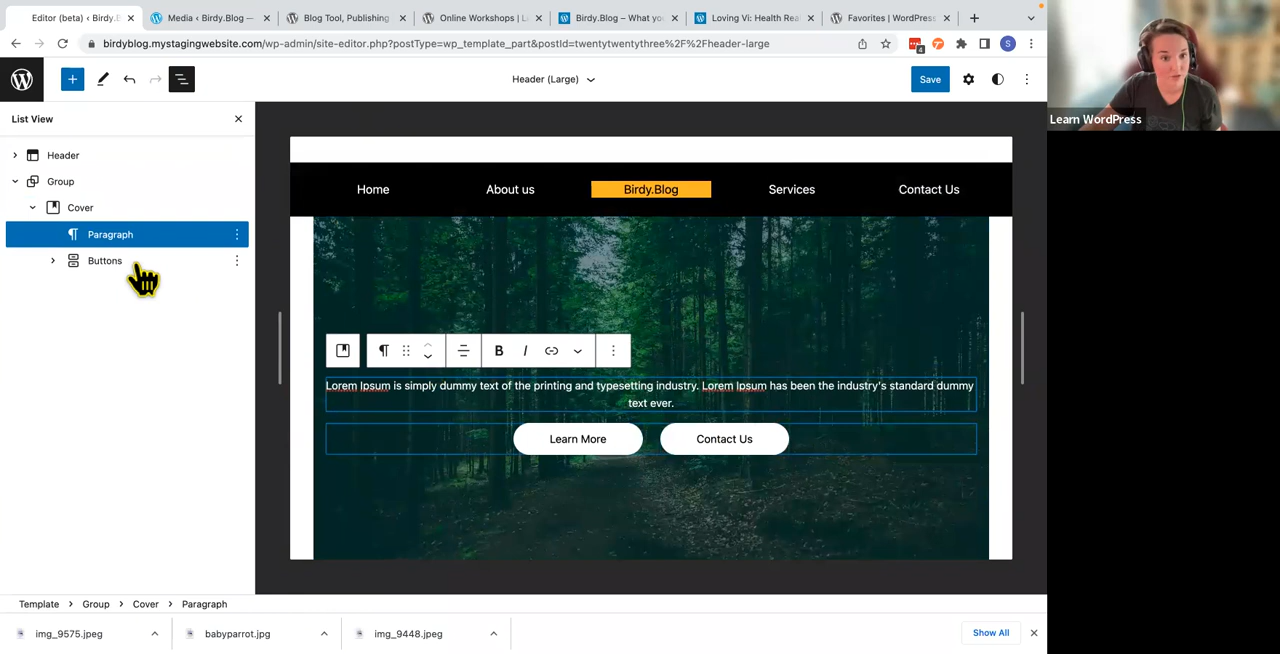 Editor (beta) ‹ Birdy.B
Media ‹ Birdy.Blog —
Blog Tool, Publishing
Online Workshops | L
Birdy.Blog – What yo
Loving Vi: Health Rea
Favorites | WordPress
birdyblog.mystagingwebsite.com/wp-admin/site-editor.php?postType=wp_template_part&postId=twentytwentythree%2F%2Fheader-large
4
S
Header (Large)
Save
Learn WordPress
List View
Header
Group
Cover
Paragraph
Buttons
Home
About us
Birdy.Blog
Services
Contact Us
B
I
Lorem Ipsum is simply dummy text of the printing and typesetting industry. Lorem Ipsum has been the industry's standard dummy
text ever.
Learn More
Contact Us
Template > Group > Cover > Paragraph
img_9575.jpeg
babyparrot.jpg
img_9448.jpeg
Show All